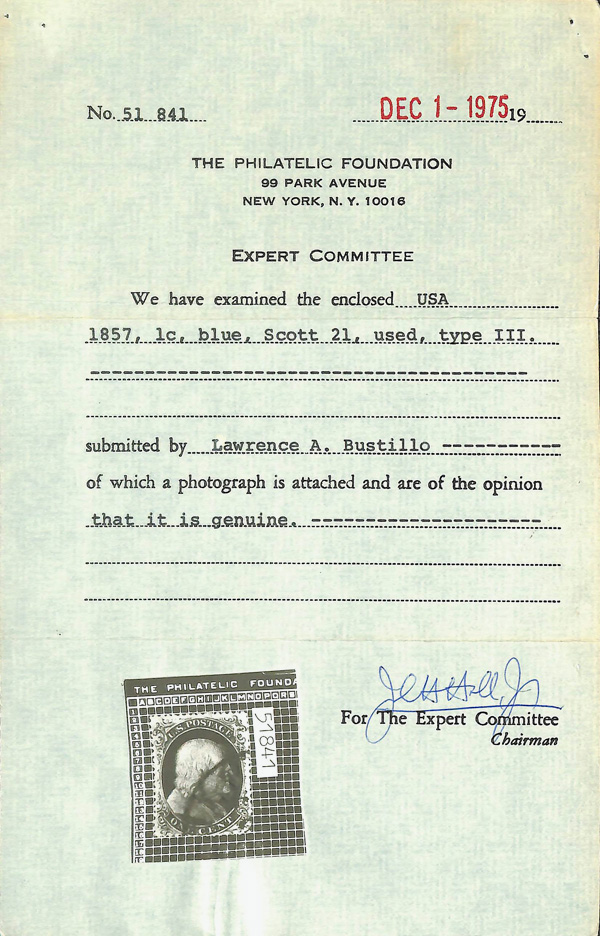 No. 51 841
DEC 1 - 1975 19
THE PHILATELIC FOUNDATION
99 PARK AVENUE
NEW YORK, N. Y. 10016
EXPERT COMMITTEE
We have examined the enclosed USA
1857, 1c, blue, Scott 21, used, type III.
submitted by Lawrence A. Bustillo
of which a photograph is attached and are of the opinion
that it is genuine.
THE PHILATELIC FOUNDA
ABCDEFGHIJKLMNOPQR
U.S. POSTAGE
51841
ONE CENT
For The Expert Committee
Chairman